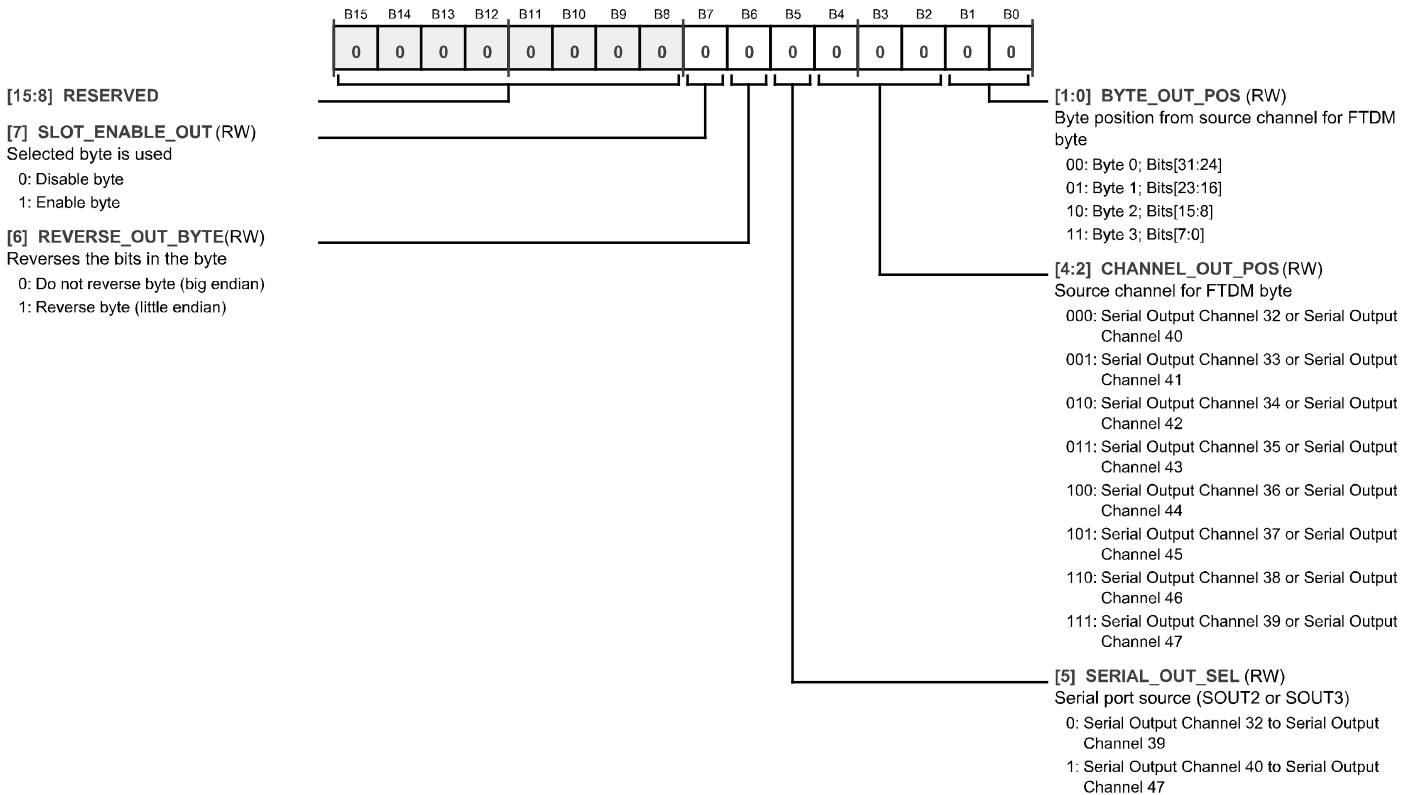 B15 B14 B13 B12 B11 B10 B9 B8 B7 B6 B5 B4 B3 B2 B1 B0
0 0 0 0 0 0 0 0 0 0 0 0 0 0 0 0
[15:8] RESERVED
[7] SLOT_ENABLE_OUT (RW)
Selected byte is used
0: Disable byte
1: Enable byte
[6] REVERSE_OUT_BYTE(RW)
Reverses the bits in the byte
0: Do not reverse byte (big endian)
1: Reverse byte (little endian)
[1:0] BYTE_OUT_POS (RW)
Byte position from source channel for FTDM
byte
00: Byte 0; Bits[31:24]
01: Byte 1; Bits[23:16]
10: Byte 2; Bits[15:8]
11: Byte 3; Bits[7:0]
[4:2] CHANNEL_OUT_POS (RW)
Source channel for FTDM byte
000: Serial Output Channel 32 or Serial Output
Channel 40
001: Serial Output Channel 33 or Serial Output
Channel 41
010: Serial Output Channel 34 or Serial Output
Channel 42
011: Serial Output Channel 35 or Serial Output
Channel 43
100: Serial Output Channel 36 or Serial Output
Channel 44
101: Serial Output Channel 37 or Serial Output
Channel 45
110: Serial Output Channel 38 or Serial Output
Channel 46
111: Serial Output Channel 39 or Serial Output
Channel 47
[5] SERIAL_OUT_SEL (RW)
Serial port source (SOUT2 or SOUT3)
0: Serial Output Channel 32 to Serial Output
Channel 39
1: Serial Output Channel 40 to Serial Output
Channel 47